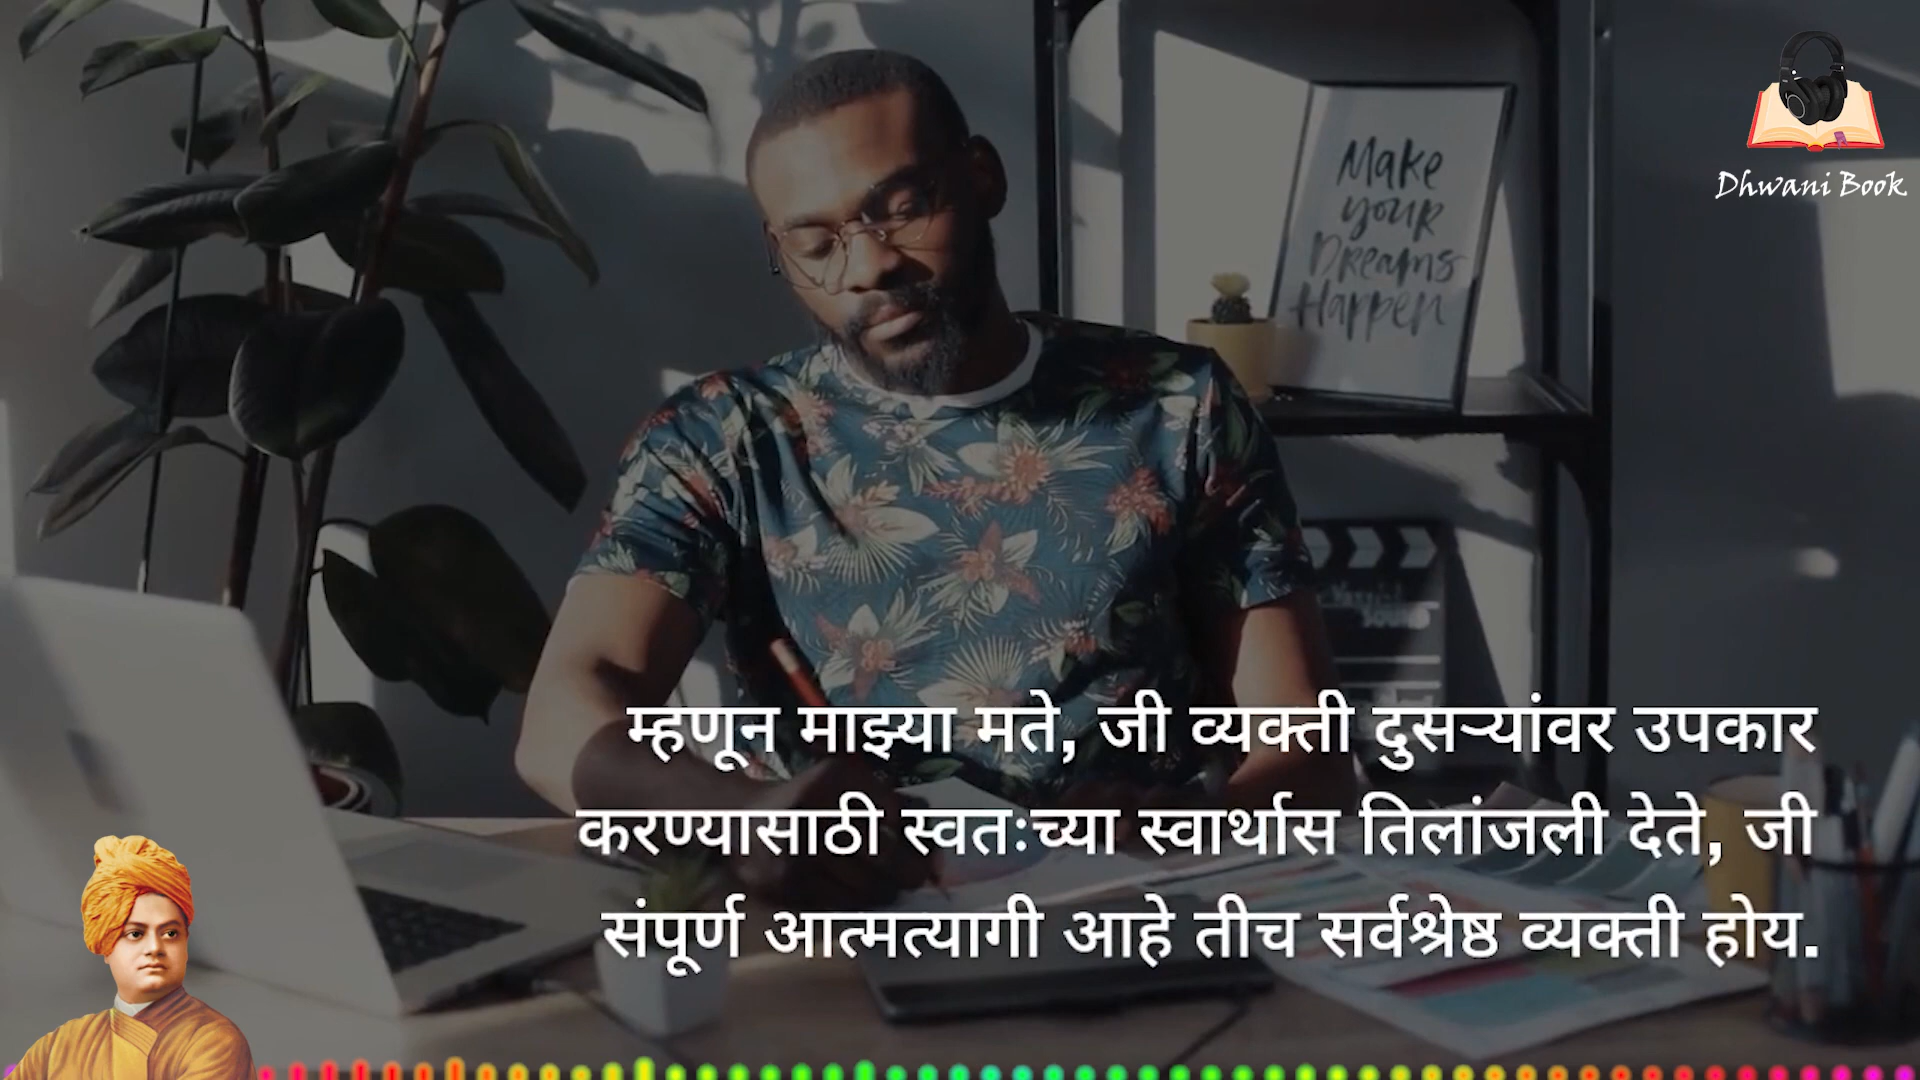 Make
your
Dreams
Happen
Dhwani Book
म्हणून माझ्या मते, जी व्यक्ती दुसऱ्यांवर उपकार
करण्यासाठी स्वतःच्या स्वार्थास तिलांजली देते, जी
संपूर्ण आत्मत्यागी आहे तीच सर्वश्रेष्ठ व्यक्ती होय.